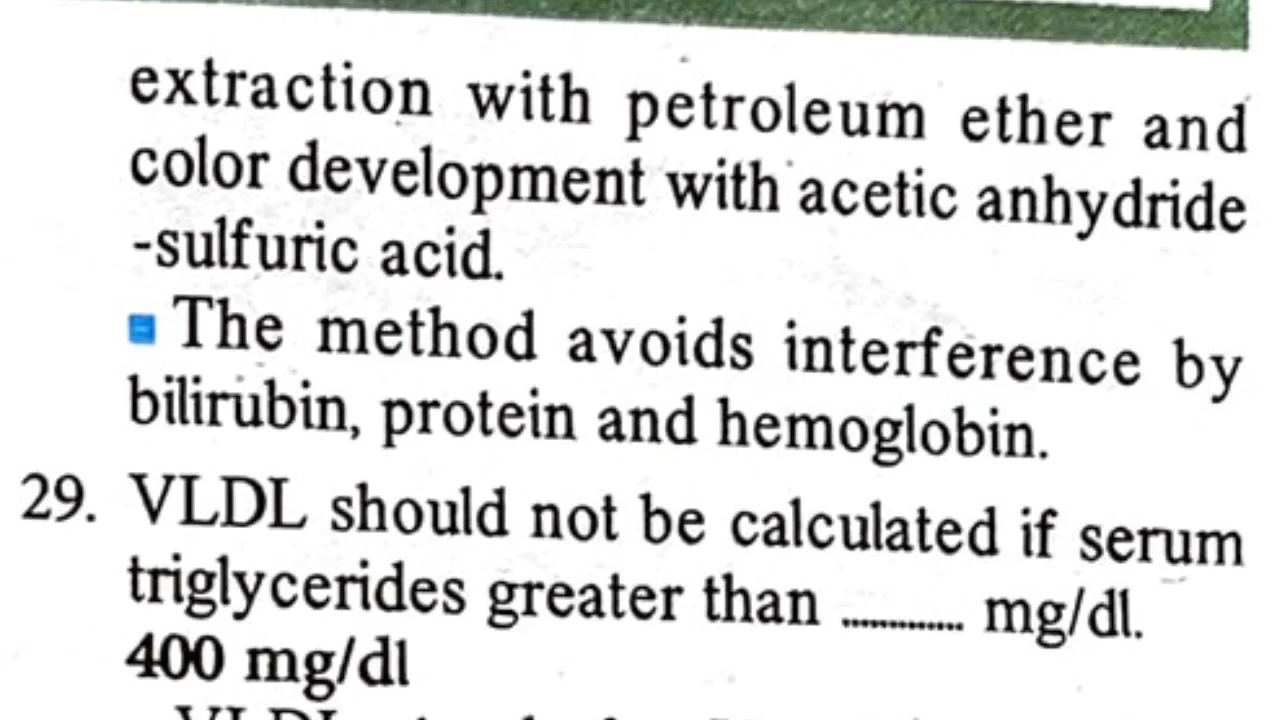 extraction with petroleum ether and
color development with acetic anhydride
-sulfuric acid.
The method avoids interference by
bilirubin, protein and hemoglobin.
29. VLDL should not be calculated if serum
triglycerides greater than ............. mg/dl.
400 mg/dl
VLDL